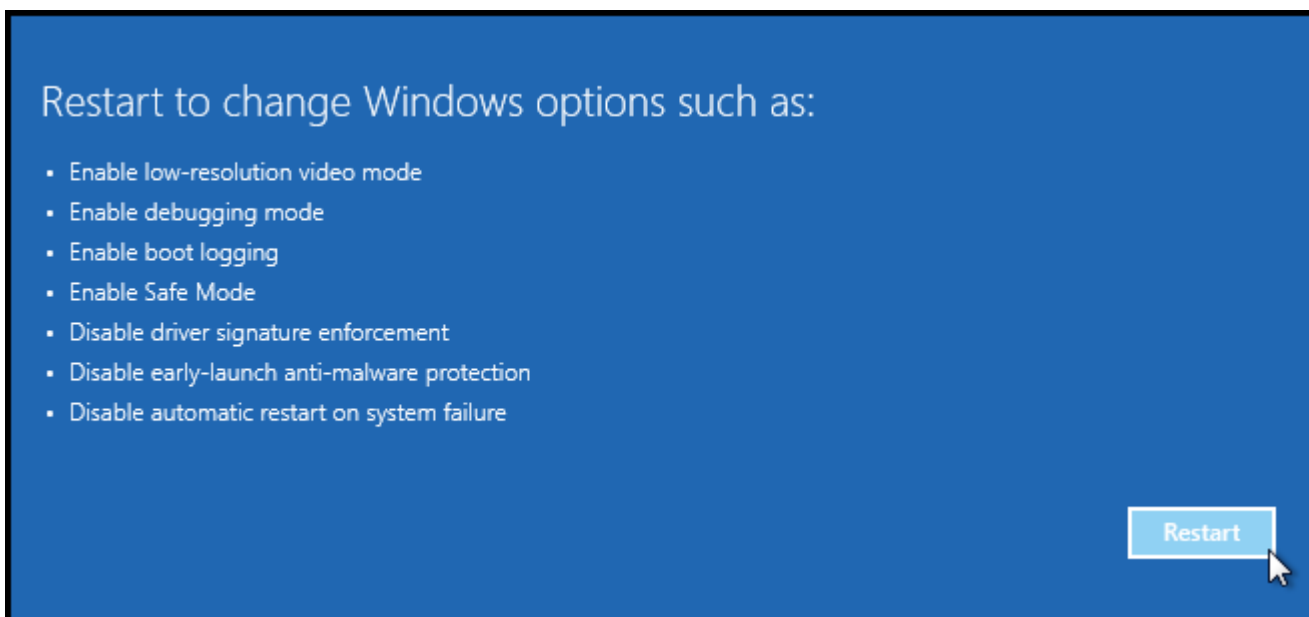 Restart to change Windows options such as:
▪ Enable low-resolution video mode
▪ Enable debugging mode
▪ Enable boot logging
▪ Enable Safe Mode
▪ Disable driver signature enforcement
▪ Disable early-launch anti-malware protection
▪ Disable automatic restart on system failure
Restart